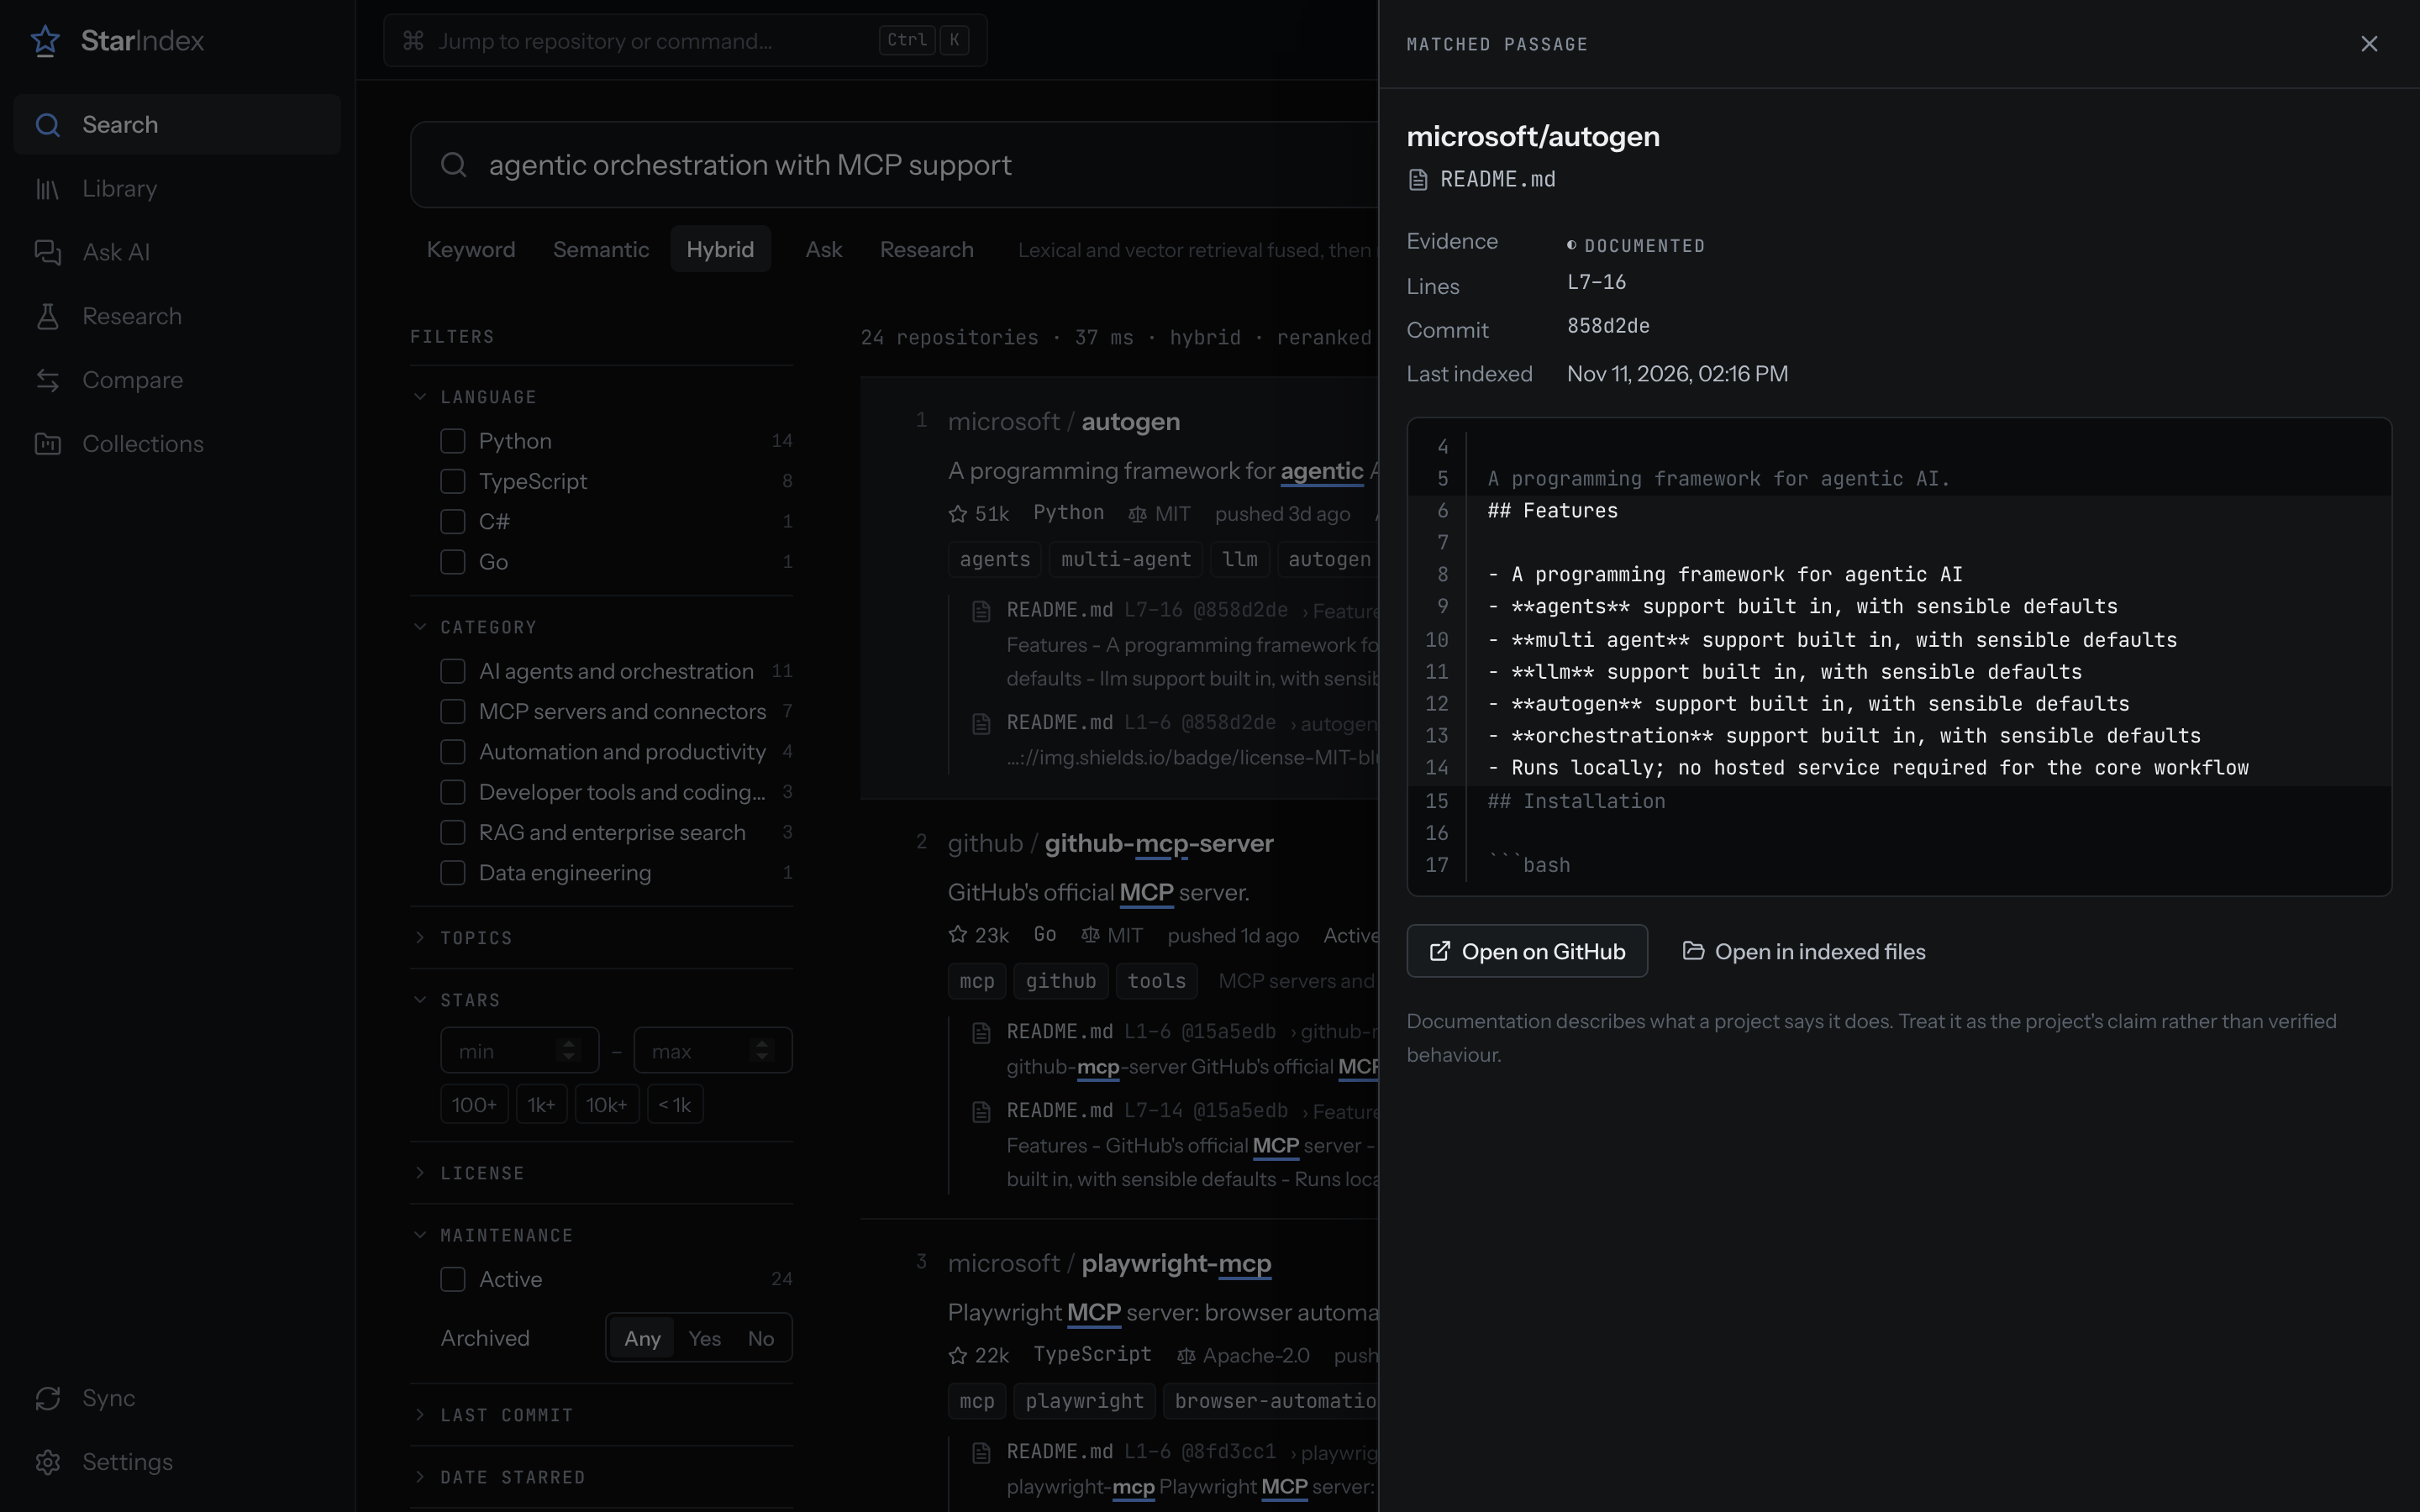 StarIndex
Search
Library
Ask AI
Research
Compare
Collections
Sync
Settings
⌘ Jump to repository or command... Ctrl K
agentic orchestration with MCP support
Keyword Semantic Hybrid Ask Research Lexical and vector retrieval fused, then
FILTERS
LANGUAGE
Python 14
TypeScript 8
C# 1
Go 1
CATEGORY
AI agents and orchestration 11
MCP servers and connectors 7
Automation and productivity 4
Developer tools and coding... 3
RAG and enterprise search 3
Data engineering 1
TOPICS
STARS
min – max
100+ 1k+ 10k+ < 1k
LICENSE
MAINTENANCE
Active 24
Archived Any Yes No
LAST COMMIT
DATE STARRED
24 repositories · 37 ms · hybrid · reranked
1 microsoft / autogen
A programming framework for agentic
51k Python MIT pushed 3d ago
agents multi-agent llm autogen
README.md L7–16 @858d2de › Feature
Features - A programming framework fo
defaults - llm support built in, with sensib
README.md L1–6 @858d2de › autogen
...://img.shields.io/badge/license-MIT-bl
2 github / github-mcp-server
GitHub's official MCP server.
23k Go MIT pushed 1d ago Active
mcp github tools MCP servers and
README.md L1–6 @15a5edb › github-
github-mcp-server GitHub's official MCP
README.md L7–14 @15a5edb › Feature
Features - GitHub's official MCP server -
built in, with sensible defaults - Runs loca
3 microsoft / playwright-mcp
Playwright MCP server: browser automa
22k TypeScript Apache-2.0 push
mcp playwright browser-automatio
README.md L1–6 @8fd3cc1 › playwrig
playwright-mcp Playwright MCP server:
MATCHED PASSAGE
microsoft/autogen
README.md
Evidence DOCUMENTED
Lines L7–16
Commit 858d2de
Last indexed Nov 11, 2026, 02:16 PM
4
5 A programming framework for agentic AI.
6 ## Features
7
8 - A programming framework for agentic AI
9 - **agents** support built in, with sensible defaults
10 - **multi agent** support built in, with sensible defaults
11 - **llm** support built in, with sensible defaults
12 - **autogen** support built in, with sensible defaults
13 - **orchestration** support built in, with sensible defaults
14 - Runs locally; no hosted service required for the core workflow
15 ## Installation
16
17 ```bash
Open on GitHub Open in indexed files
Documentation describes what a project says it does. Treat it as the project's claim rather than verified
behaviour.